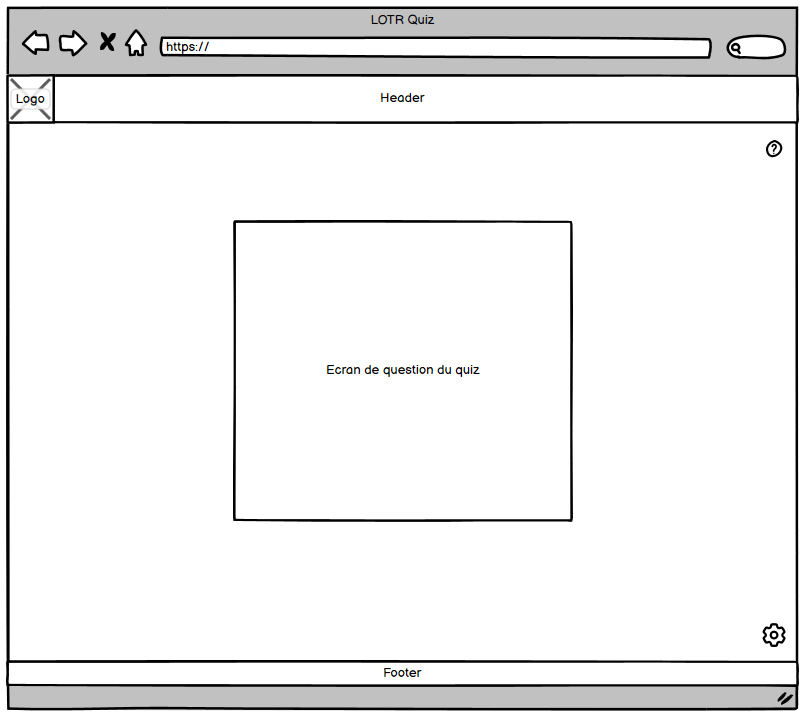 LOTR Quiz
https://
Logo
Header
?
Ecran de question du quiz
Footer